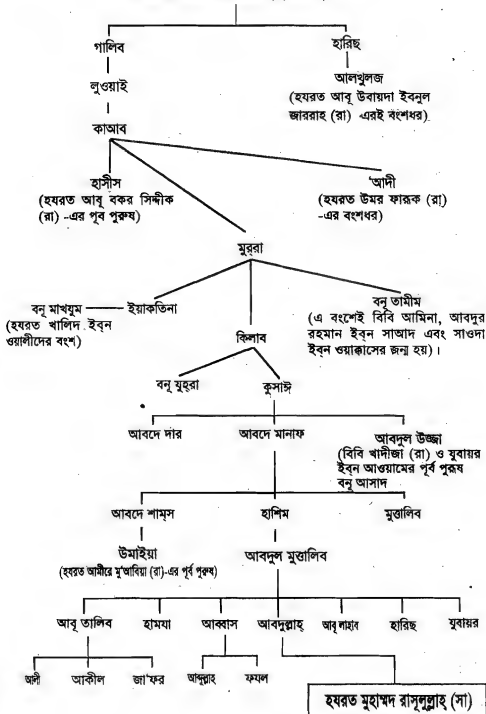 গালিব
হারিছ
লুওয়াই
আলখুলজ
(হযরত আবূ উবায়দা ইবনুল
জাররাহ (রা) এরই বংশধর)
কাআব
হাসীস
(হযরত আবূ বকর সিদ্দীক
(রা) -এর পূর্ব পুরুষ)
'আদী
(হযরত উমর ফারূক (রা)
-এর বংশধর)
মুর্‌রা
বনূ মাখযুম
ইয়াকতিনা
(হযরত খালিদ ইব্‌ন
ওয়ালীদের বংশ)
বনূ তামীম
(এ বংশেই বিবি আমিনা, আবদুর
রহমান ইব্‌ন সাআদ এবং সাওদা
ইব্‌ন ওয়াক্কাসের জন্ম হয়)।
কিলাব
বনূ যুহ্‌রা
কুসাঈ
আবদে দার
আবদে মানাফ
আবদুল উজ্জা
(বিবি খাদীজা (রা) ও যুবায়র
ইব্‌ন আওয়ামের পূর্ব পুরুষ
বনূ আসাদ
আবদে শাম্‌স
হাশিম
মুত্তালিব
উমাইয়া
(হযরত আমীরে মু'আবিয়া (রা)-এর পূর্ব পুরুষ)
আবদুল মুত্তালিব
আবূ তালিব
হামযা
আব্বাস
আবদুল্লাহ্
আবূ লাহাব
হারিছ
যুবায়র
আলী
আকীল
জা'ফর
আব্দুল্লাহ
ফযল
হযরত মুহাম্মদ রাসূলুল্লাহ্ (সা)